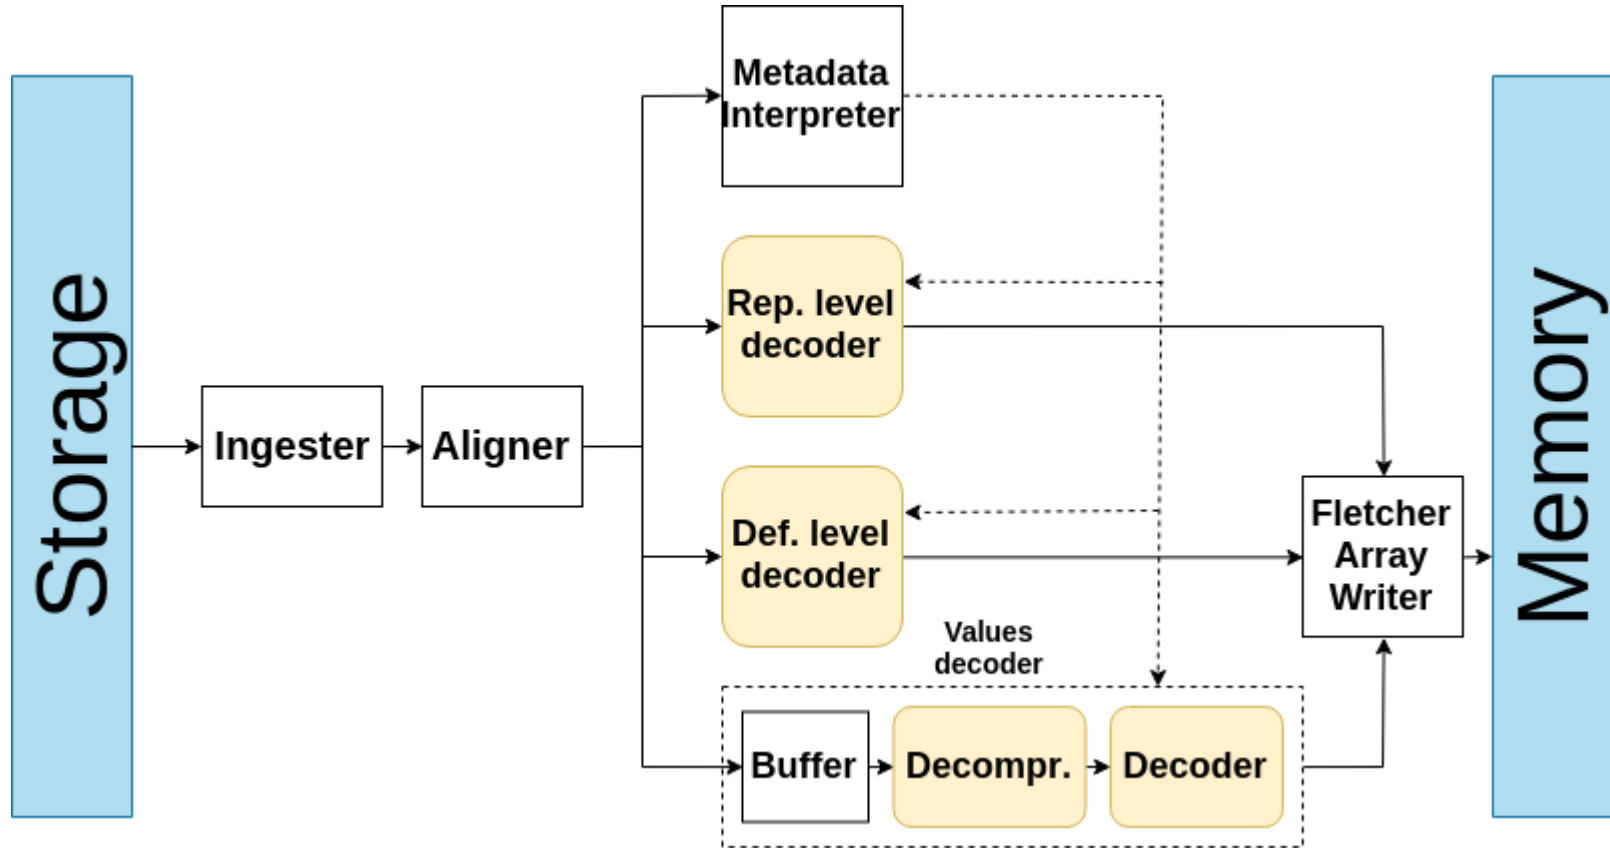 Storage
Ingester
Aligner
Metadata
Interpreter
Rep. level
decoder
Def. level
decoder
Values
decoder
Buffer
Decompr.
Decoder
Fletcher
Array
Writer
Memory